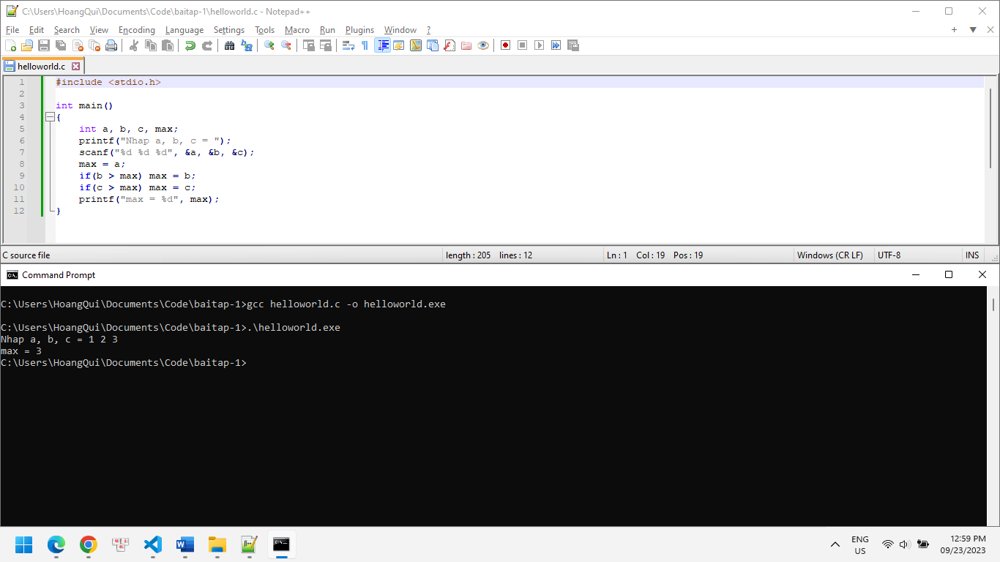 C:\Users\HoangQui\Documents\Code\baitap-1\helloworld.c - Notepad++
File Edit Search View Encoding Language Settings Tools Macro Run Plugins Window ?
helloworld.c
1 #include <stdio.h>
2
3 int main()
4 {
5 int a, b, c, max;
6 printf("Nhap a, b, c = ");
7 scanf("%d %d %d", &a, &b, &c);
8 max = a;
9 if(b > max) max = b;
10 if(c > max) max = c;
11 printf("max = %d", max);
12 }
C source file length : 205 lines : 12 Ln : 1 Col : 19 Pos : 19 Windows (CR LF) UTF-8 INS
Command Prompt
C:\Users\HoangQui\Documents\Code\baitap-1>gcc helloworld.c -o helloworld.exe
C:\Users\HoangQui\Documents\Code\baitap-1>.\helloworld.exe
Nhap a, b, c = 1 2 3
max = 3
C:\Users\HoangQui\Documents\Code\baitap-1>
ENG
US
12:59 PM
09/23/2023